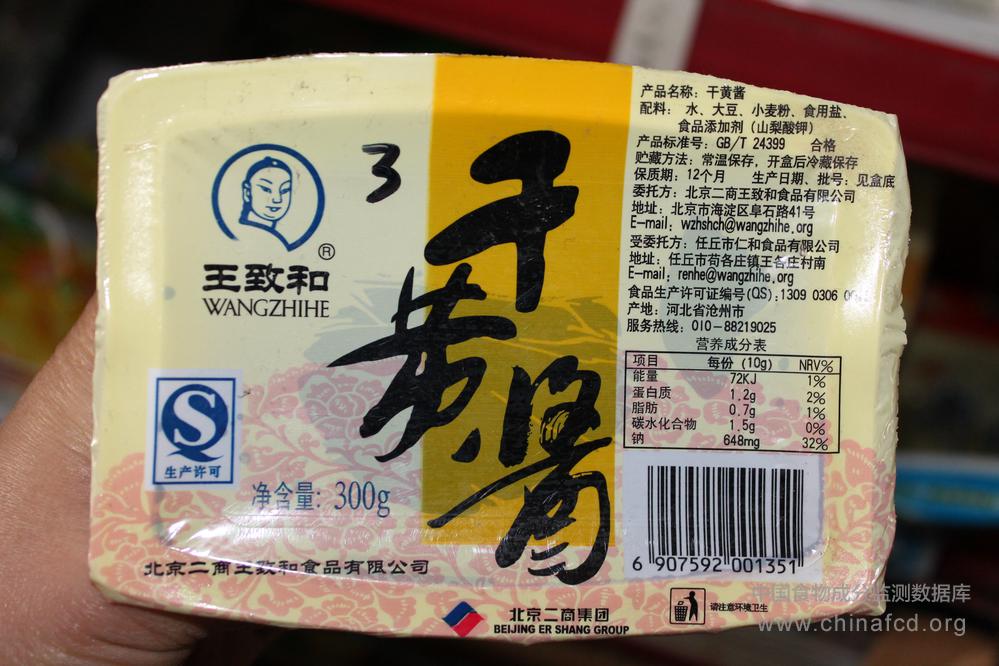 3
干黄酱
®
王致和
WANGZHIHE
S
生产许可
净含量: 300g
北京二商王致和食品有限公司
北京二商集团
BEIJING ER SHANG GROUP
产品名称: 干黄酱
配料: 水、大豆、小麦粉、食用盐、
食品添加剂(山梨酸钾)
产品标准号: GB/T 24399 合格
贮藏方法: 常温保存, 开盒后冷藏保存
保质期: 12个月 生产日期、批号: 见盒底
委托方: 北京二商王致和食品有限公司
地址: 北京市海淀区阜石路41号
E-mail: wzhshch@wangzhihe.org
受委托方: 任丘市仁和食品有限公司
地址: 任丘市苟各庄镇王各庄村南
E-mail: renhe@wangzhihe.org
食品生产许可证编号(QS):1309 0306
产地: 河北省沧州市
服务热线: 010-88219025
营养成分表
项目 每份 (10g) NRV%
能量 72KJ 1%
蛋白质 1.2g 2%
脂肪 0.7g 1%
碳水化合物 1.5g 0%
钠 648mg 32%
6 907592 001351
请注意环境卫生
中国食物成分监测数据库
www.chinafcd.org